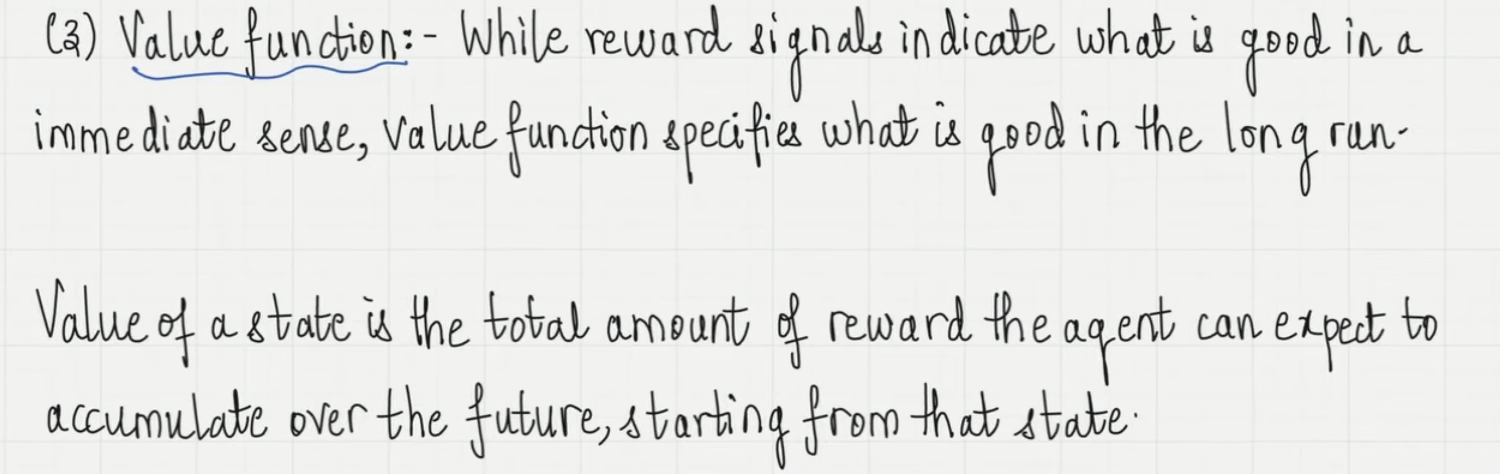 (3) Value function:- While reward signals indicate what is good in a
immediate sense, Value function specifies what is good in the long run.
Value of a state is the total amount of reward the agent can expect to
accumulate over the future, starting from that state.